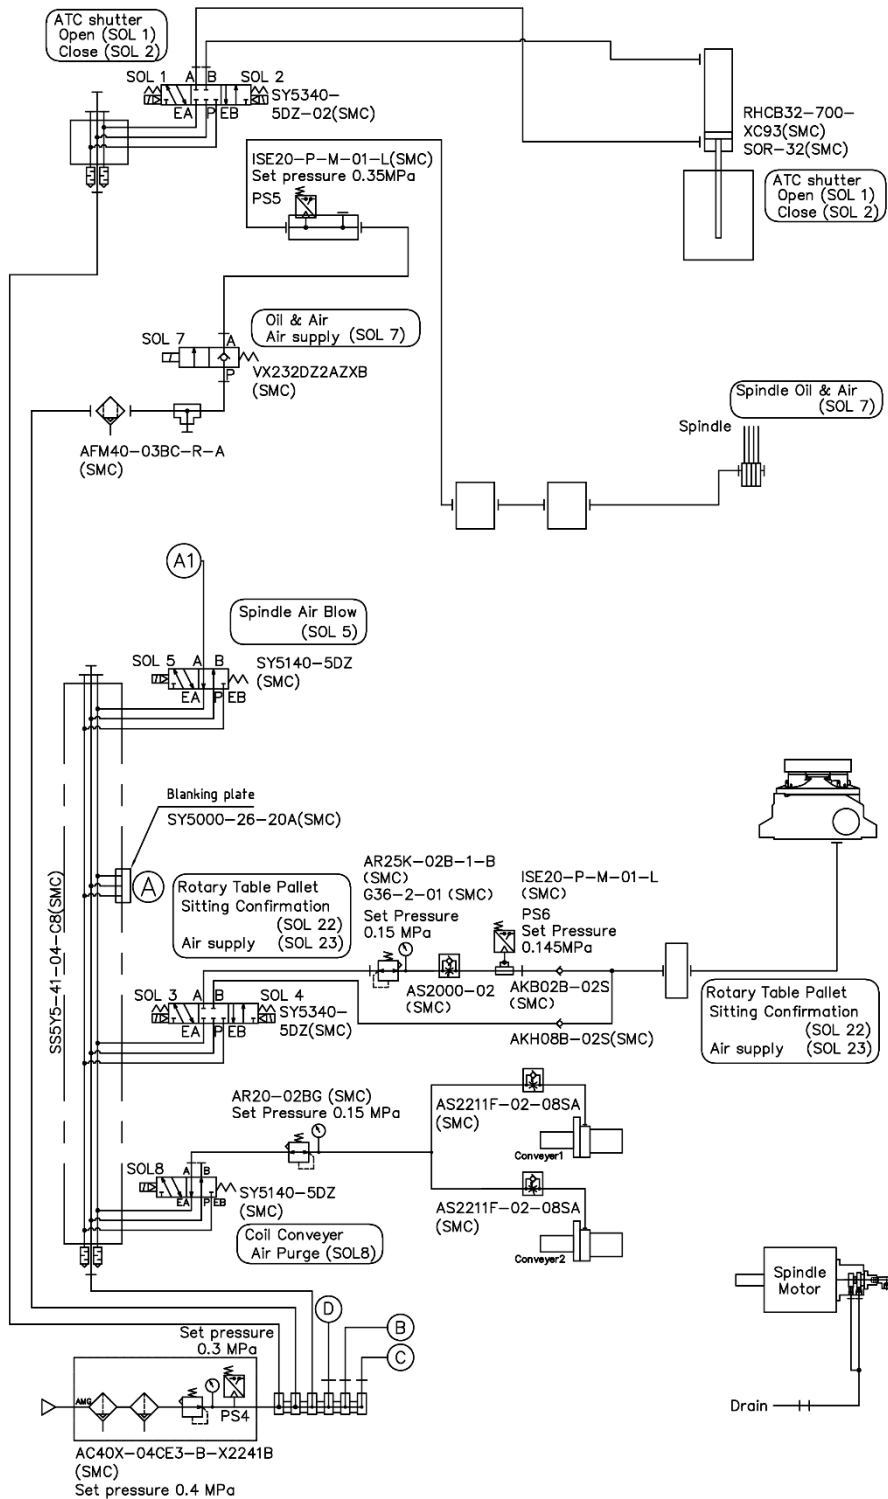 ATC shutter
Open (SOL 1)
Close (SOL 2)
SOL 1
A
B
SOL 2
EA
P
EB
SY5340-
5DZ-02(SMC)
RHCB32-700-
XC93(SMC)
SOR-32(SMC)
ISE20-P-M-01-L(SMC)
Set pressure 0.35MPa
PS5
ATC shutter
Open (SOL 1)
Close (SOL 2)
Oil & Air
Air supply (SOL 7)
SOL 7
A
P
VX232DZ2AZXB
(SMC)
Spindle Oil & Air
(SOL 7)
Spindle
AFM40-03BC-R-A
(SMC)
A1
Spindle Air Blow
(SOL 5)
SOL 5
A
B
SY5140-5DZ
(SMC)
EA
P
EB
Blanking plate
SY5000-26-20A(SMC)
SS5Y5-41-04-C8(SMC)
A
Rotary Table Pallet
Sitting Confirmation
(SOL 22)
Air supply (SOL 23)
AR25K-02B-1-B
(SMC)
G36-2-01 (SMC)
Set Pressure
0.15 MPa
ISE20-P-M-01-L
(SMC)
PS6
Set Pressure
0.145MPa
AS2000-02
(SMC)
AKB02B-02S
(SMC)
AKH08B-02S(SMC)
Rotary Table Pallet
Sitting Confirmation
(SOL 22)
Air supply (SOL 23)
SOL 3
A
B
SOL 4
EA
P
EB
SY5340-
5DZ(SMC)
AR20-02BG (SMC)
Set Pressure 0.15 MPa
AS2211F-02-08SA
(SMC)
Conveyer1
SOL8
A
B
EA
P
EB
SY5140-5DZ
(SMC)
AS2211F-02-08SA
(SMC)
Conveyer2
Coil Conveyer
Air Purge (SOL8)
Spindle
Motor
Drain
D
B
C
Set pressure
0.3 MPa
AMG
PS4
AC40X-04CE3-B-X2241B
(SMC)
Set pressure 0.4 MPa